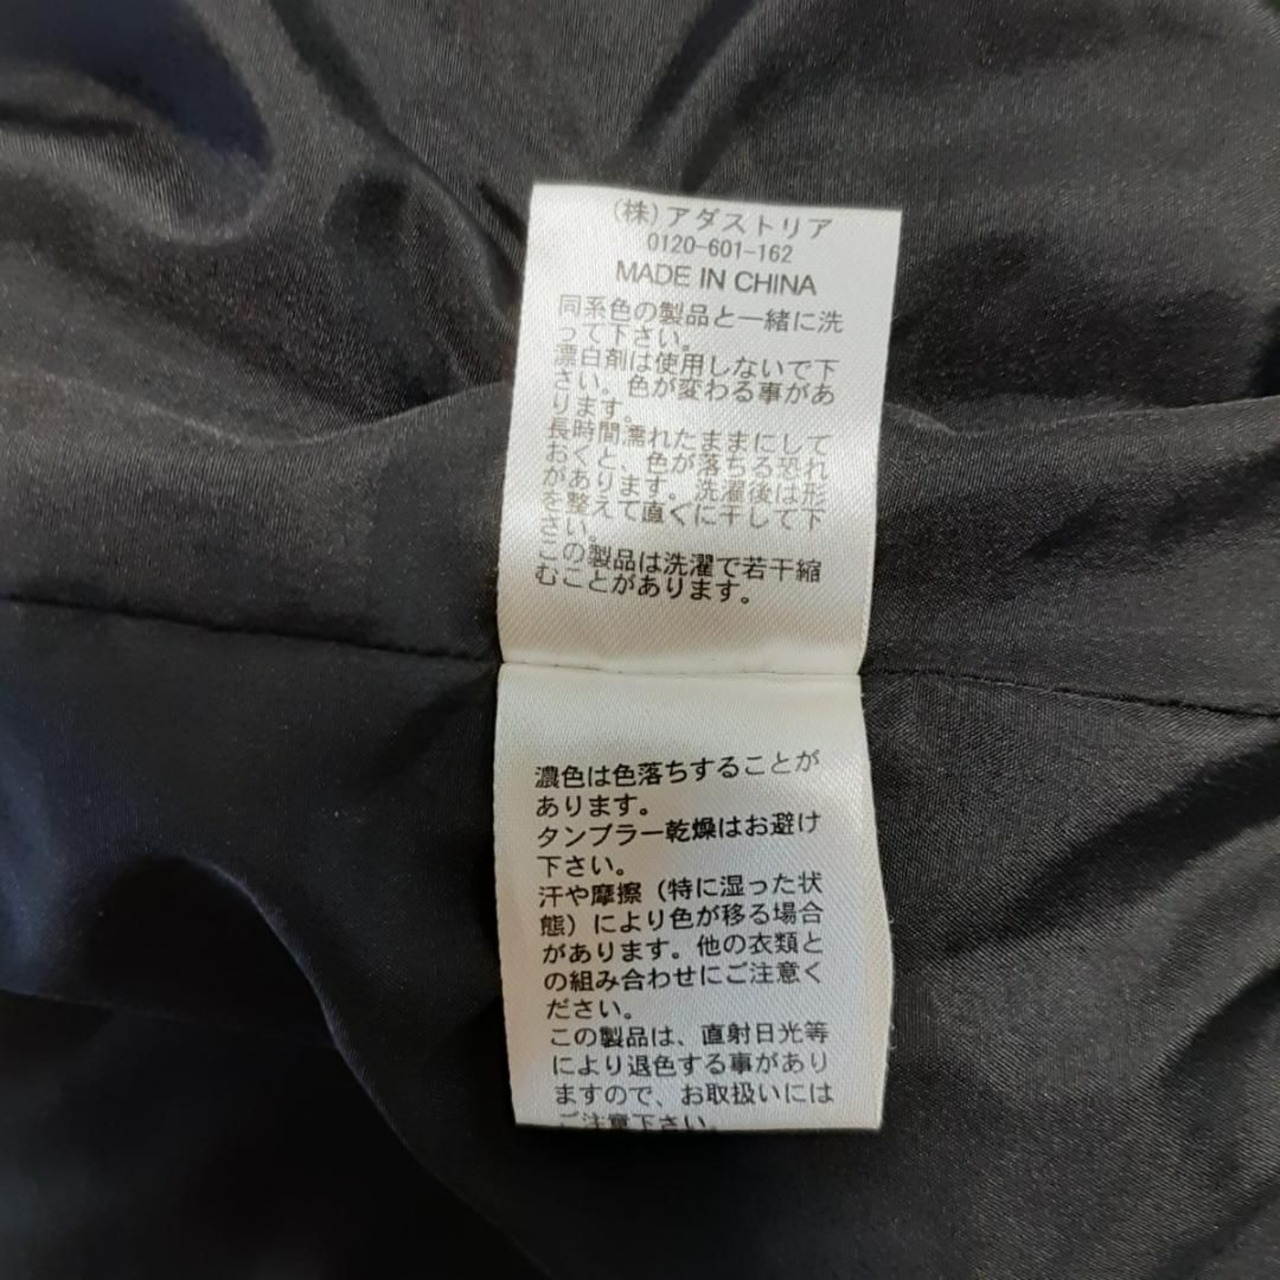 (株)アダストリア
0120-601-162
MADE IN CHINA
同系色の製品と一緒に洗
って下さい。
漂白剤は使用しないで下
さい。色が変わる事があ
ります。
長時間濡れたままにして
おくと、色が落ちる恐れ
があります。洗濯後は形
を整えて直ぐに干して下
さい。
この製品は洗濯で若干縮
むことがあります。
濃色は色落ちすることが
あります。
タンブラー乾燥はお避け
下さい。
汗や摩擦（特に湿った状
態）により色が移る場合
があります。他の衣類と
の組み合わせにご注意く
ださい。
この製品は、直射日光等
により退色する事があり
ますので、お取扱いには
ご注意下さい。